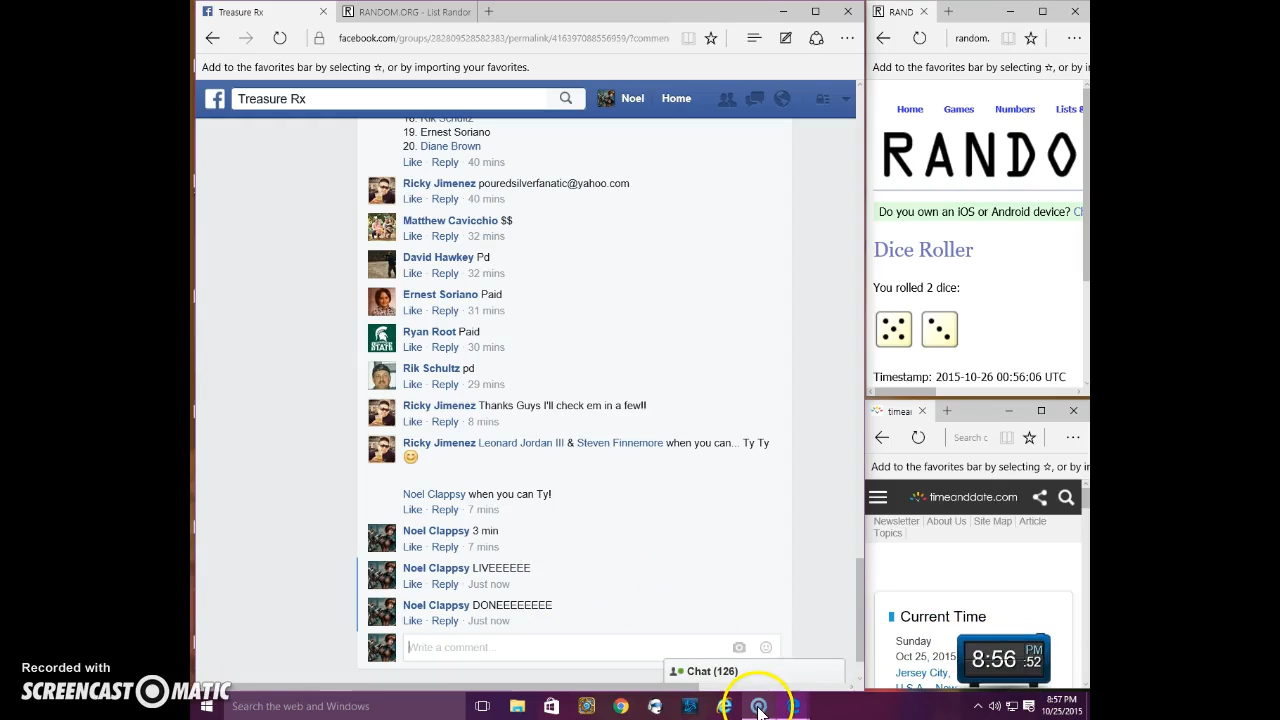 Treasure Rx
RANDOM.ORG - List Randor
facebook.com/groups/282809528582383/permalink/416397088556959/?commen
Add to the favorites bar by selecting ☆, or by importing your favorites.
Treasure Rx
Noel Home
18. Rik Schultz
19. Ernest Soriano
20. Diane Brown
Like · Reply · 40 mins
Ricky Jimenez pouredsilverfanatic@yahoo.com
Like · Reply · 40 mins
Matthew Cavicchio $$
Like · Reply · 32 mins
David Hawkey Pd
Like · Reply · 32 mins
Ernest Soriano Paid
Like · Reply · 31 mins
Ryan Root Paid
Like · Reply · 30 mins
Rik Schultz pd
Like · Reply · 29 mins
Ricky Jimenez Thanks Guys I'll check em in a few!!
Like · Reply · 8 mins
Ricky Jimenez Leonard Jordan III & Steven Finnemore when you can... Ty Ty
Noel Clappsy when you can Ty!
Like · Reply · 7 mins
Noel Clappsy 3 min
Like · Reply · 7 mins
Noel Clappsy LIVEEEEEE
Like · Reply · Just now
Noel Clappsy DONEEEEEEEE
Like · Reply · Just now
Write a comment...
Chat (126)
RAND
random.
Add to the favorites bar by selecting ☆, or by importing
Home Games Numbers Lists &
RANDO
Do you own an iOS or Android device?
Dice Roller
You rolled 2 dice:
Timestamp: 2015-10-26 00:56:06 UTC
timea
Search
Add to the favorites bar by selecting ☆, or by
timeanddate.com
Newsletter | About Us | Site Map | Article
Topics |
Current Time
Sunday
Oct 25, 2015
Jersey City,
U.S.A., New
8:56 PM :52
Recorded with
SCREENCAST-O-MATIC
Search the web and Windows
8:57 PM
10/25/2015